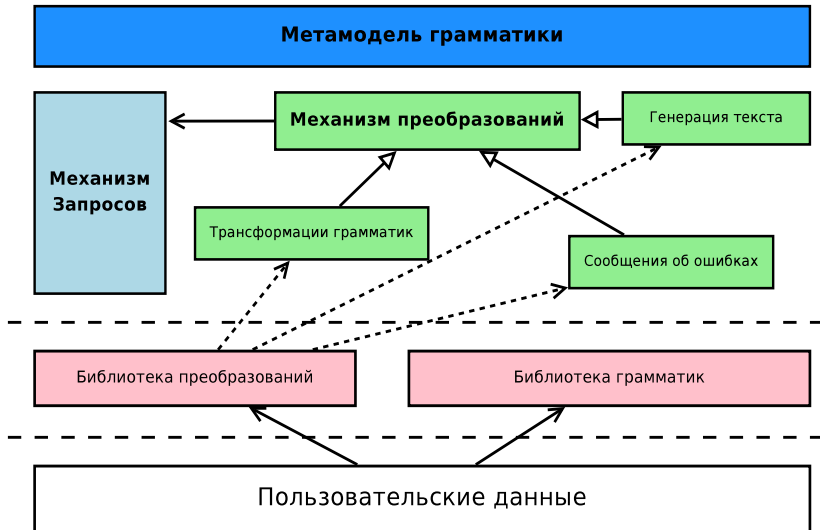 Метамодель грамматики
Механизм преобразований
Генерация текста
Механизм
Запросов
Трансформации грамматик
Сообщения об ошибках
Библиотека преобразований
Библиотека грамматик
Пользовательские данные